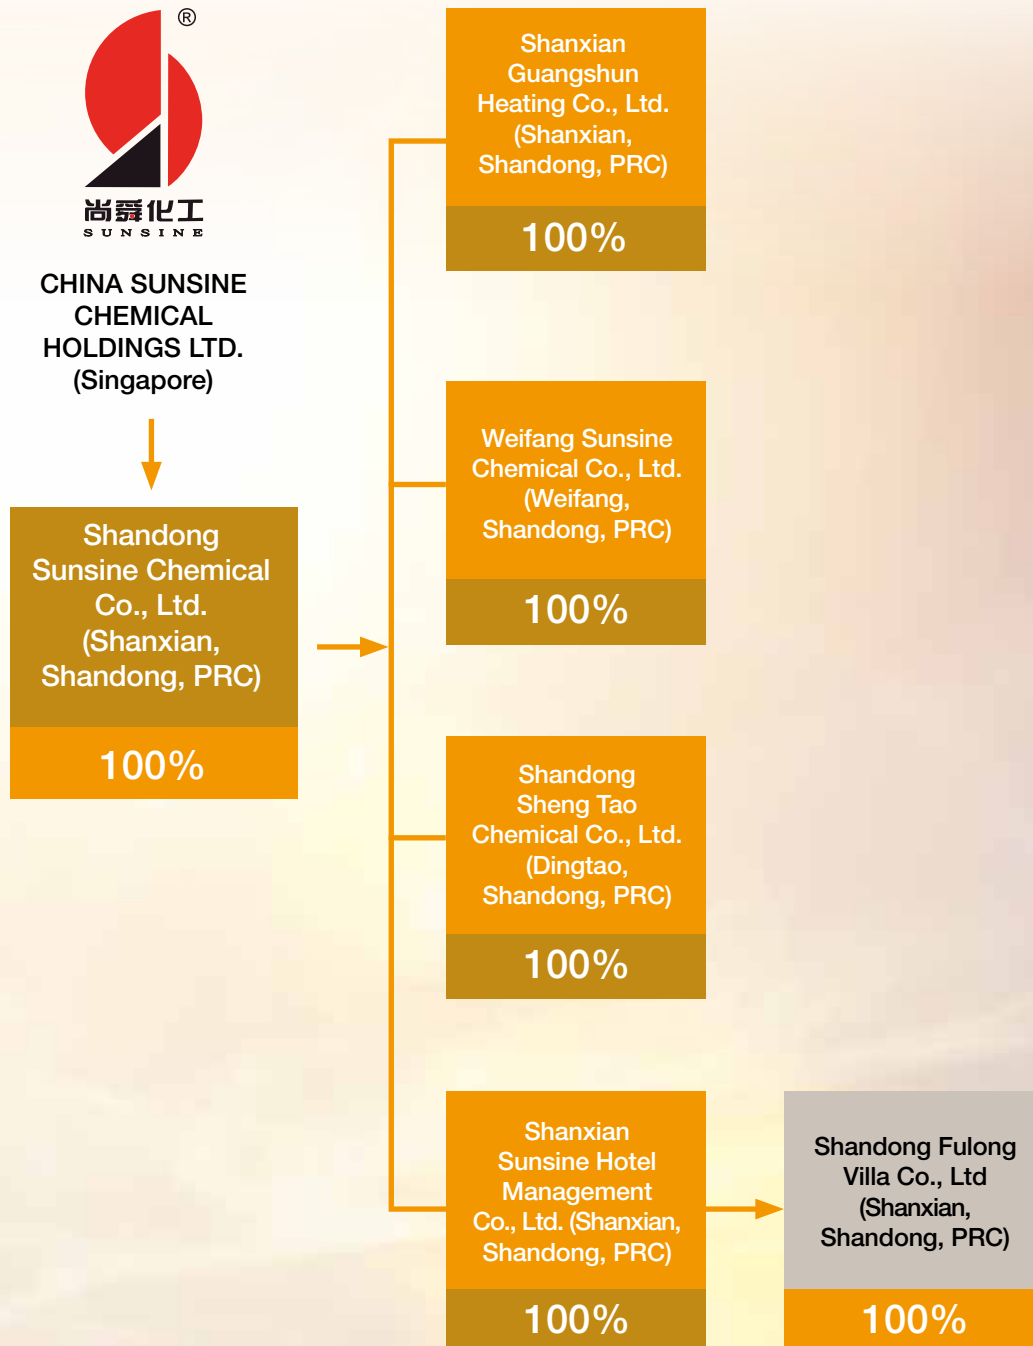 ®
尚舜化工
SUNSINE
CHINA SUNSINE
CHEMICAL
HOLDINGS LTD.
(Singapore)
Shandong
Sunsine Chemical
Co., Ltd.
(Shanxian,
Shandong, PRC)
100%
Shanxian
Guangshun
Heating Co., Ltd.
(Shanxian,
Shandong, PRC)
100%
Weifang Sunsine
Chemical Co., Ltd.
(Weifang,
Shandong, PRC)
100%
Shandong
Sheng Tao
Chemical Co., Ltd.
(Dingtao,
Shandong, PRC)
100%
Shanxian
Sunsine Hotel
Management
Co., Ltd. (Shanxian,
Shandong, PRC)
100%
Shandong Fulong
Villa Co., Ltd
(Shanxian,
Shandong, PRC)
100%